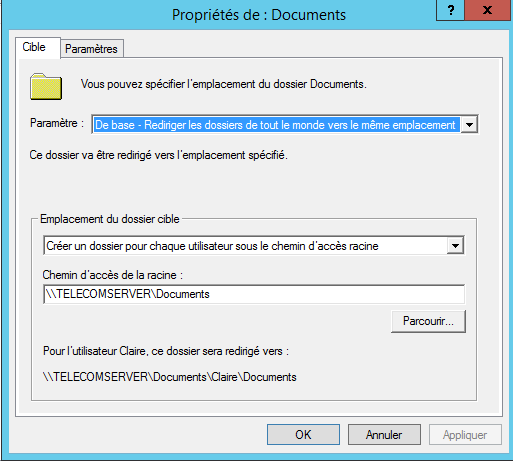 Propriétés de : Documents
? x
Cible Paramètres
Vous pouvez spécifier l'emplacement du dossier Documents.
Paramètre : De base - Rediriger les dossiers de tout le monde vers le même emplacement
Ce dossier va être redirigé vers l'emplacement spécifié.
Emplacement du dossier cible
Créer un dossier pour chaque utilisateur sous le chemin d'accès racine
Chemin d'accès de la racine :
\\TELECOMSERVER\Documents
Parcourir...
Pour l'utilisateur Claire, ce dossier sera redirigé vers :
\\TELECOMSERVER\Documents\Claire\Documents
OK Annuler Appliquer